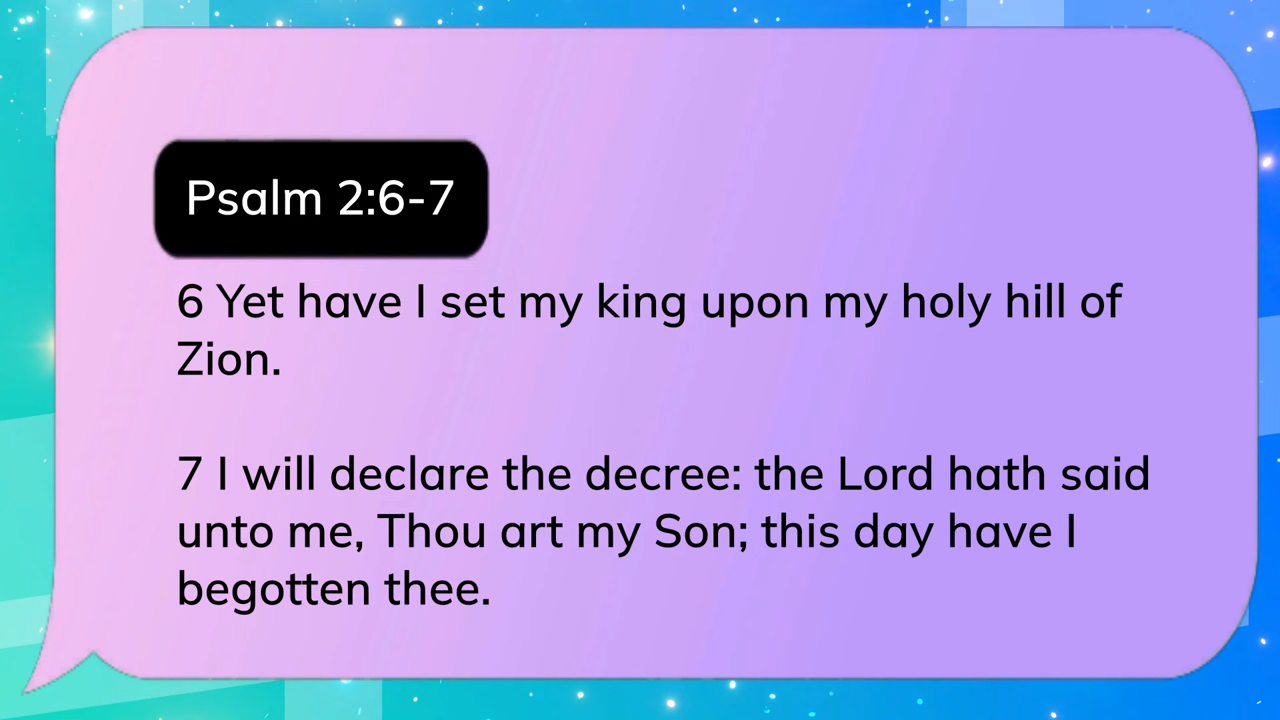 Psalm 2:6-7
6 Yet have I set my king upon my holy hill of
Zion.
7 I will declare the decree: the Lord hath said
unto me, Thou art my Son; this day have I
begotten thee.